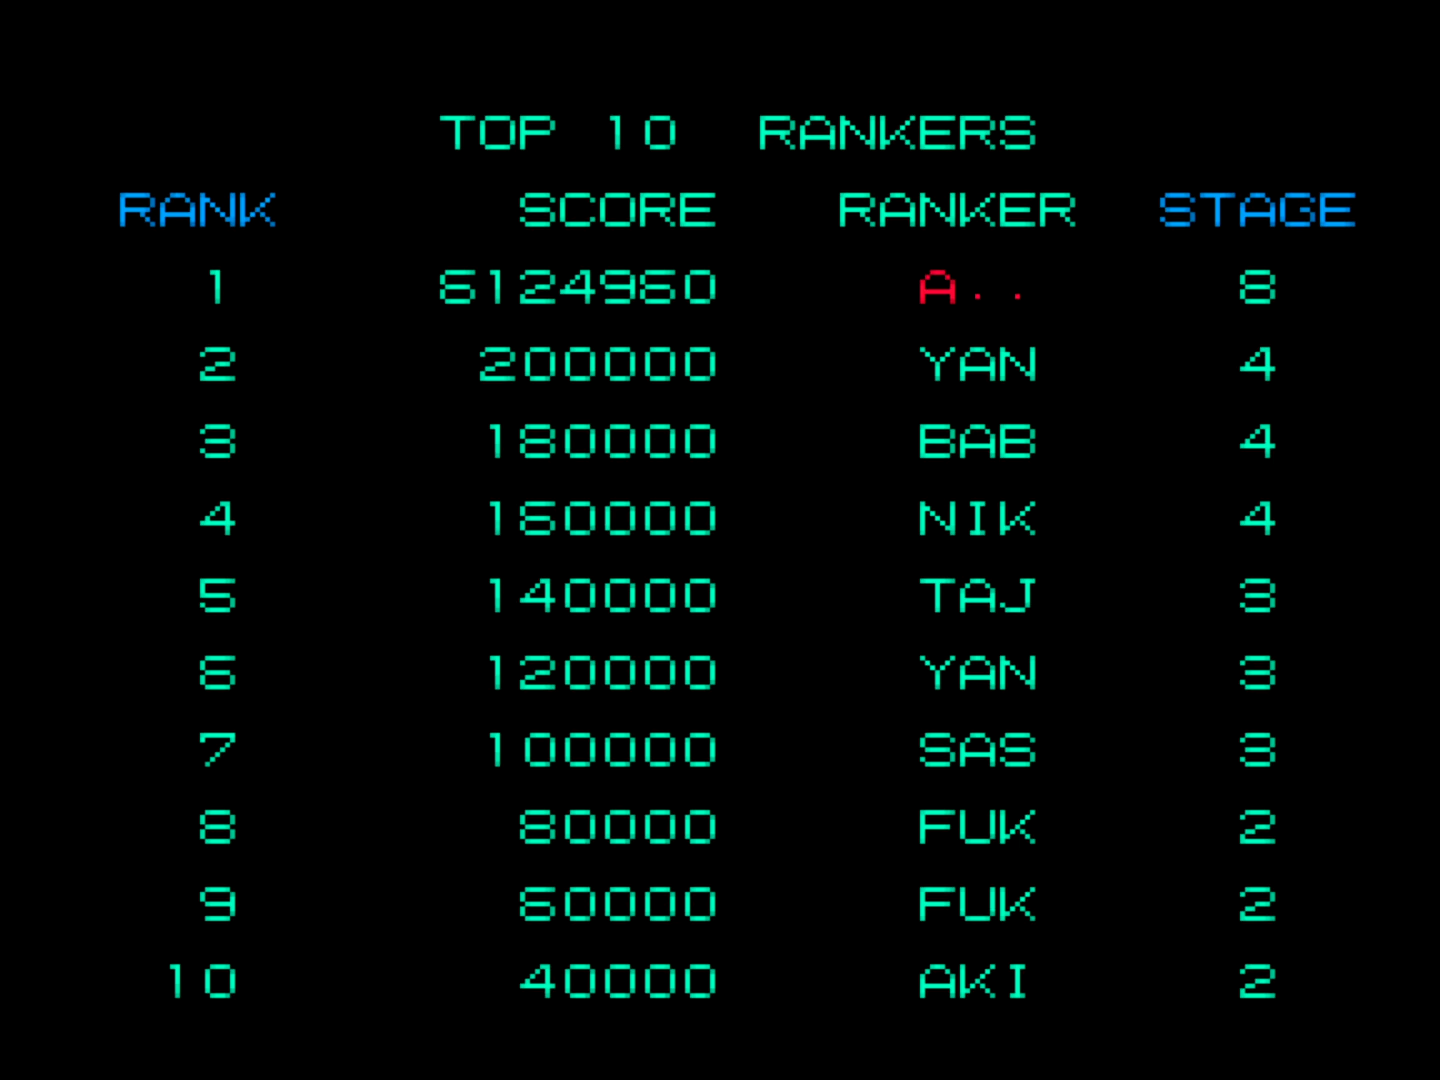 TOP 10 RANKERS
RANK SCORE RANKER STAGE
1 6124960 A.. 8
2 200000 YAN 4
3 180000 BAB 4
4 160000 NIK 4
5 140000 TAJ 3
6 120000 YAN 3
7 100000 SAS 3
8 80000 FUK 2
9 60000 FUK 2
10 40000 AKI 2